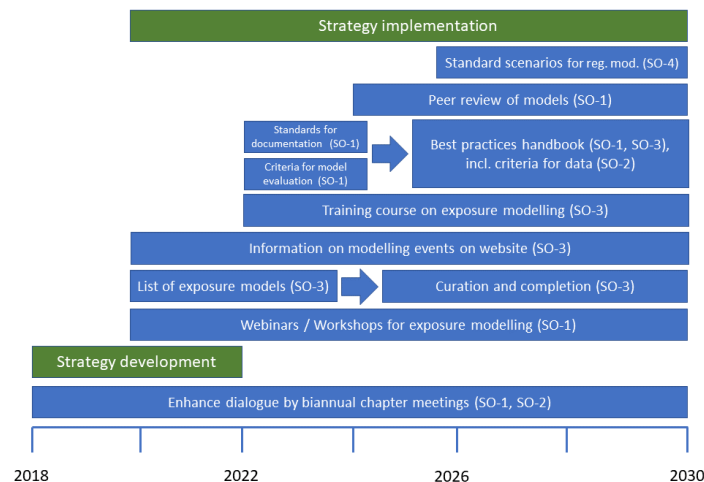 Strategy implementation
Standard scenarios for reg. mod. (SO-4)
Peer review of models (SO-1)
Standards for
documentation (SO-1)
Criteria for model
evaluation (SO-1)
Best practices handbook (SO-1, SO-3),
incl. criteria for data (SO-2)
Training course on exposure modelling (SO-3)
Information on modelling events on website (SO-3)
List of exposure models (SO-3)
Curation and completion (SO-3)
Webinars / Workshops for exposure modelling (SO-1)
Strategy development
Enhance dialogue by biannual chapter meetings (SO-1, SO-2)
2018
2022
2026
2030